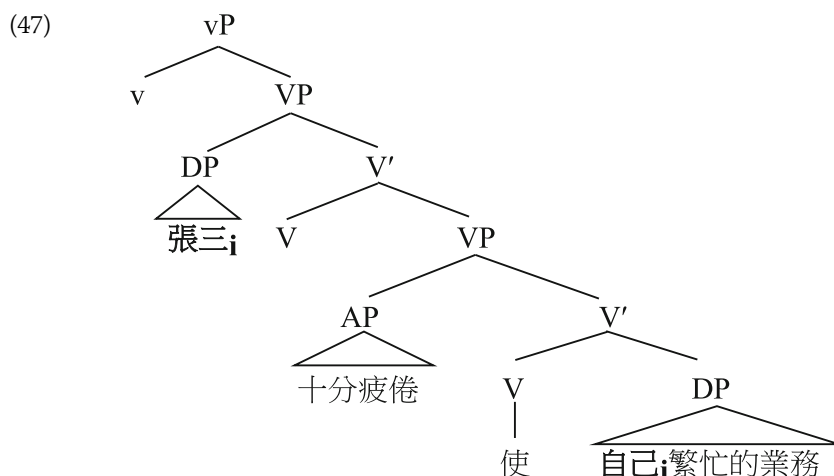 (47)
vP
v VP
DP V′
張三i V VP
AP V′
十分疲倦 V DP
使 自己i繁忙的業務